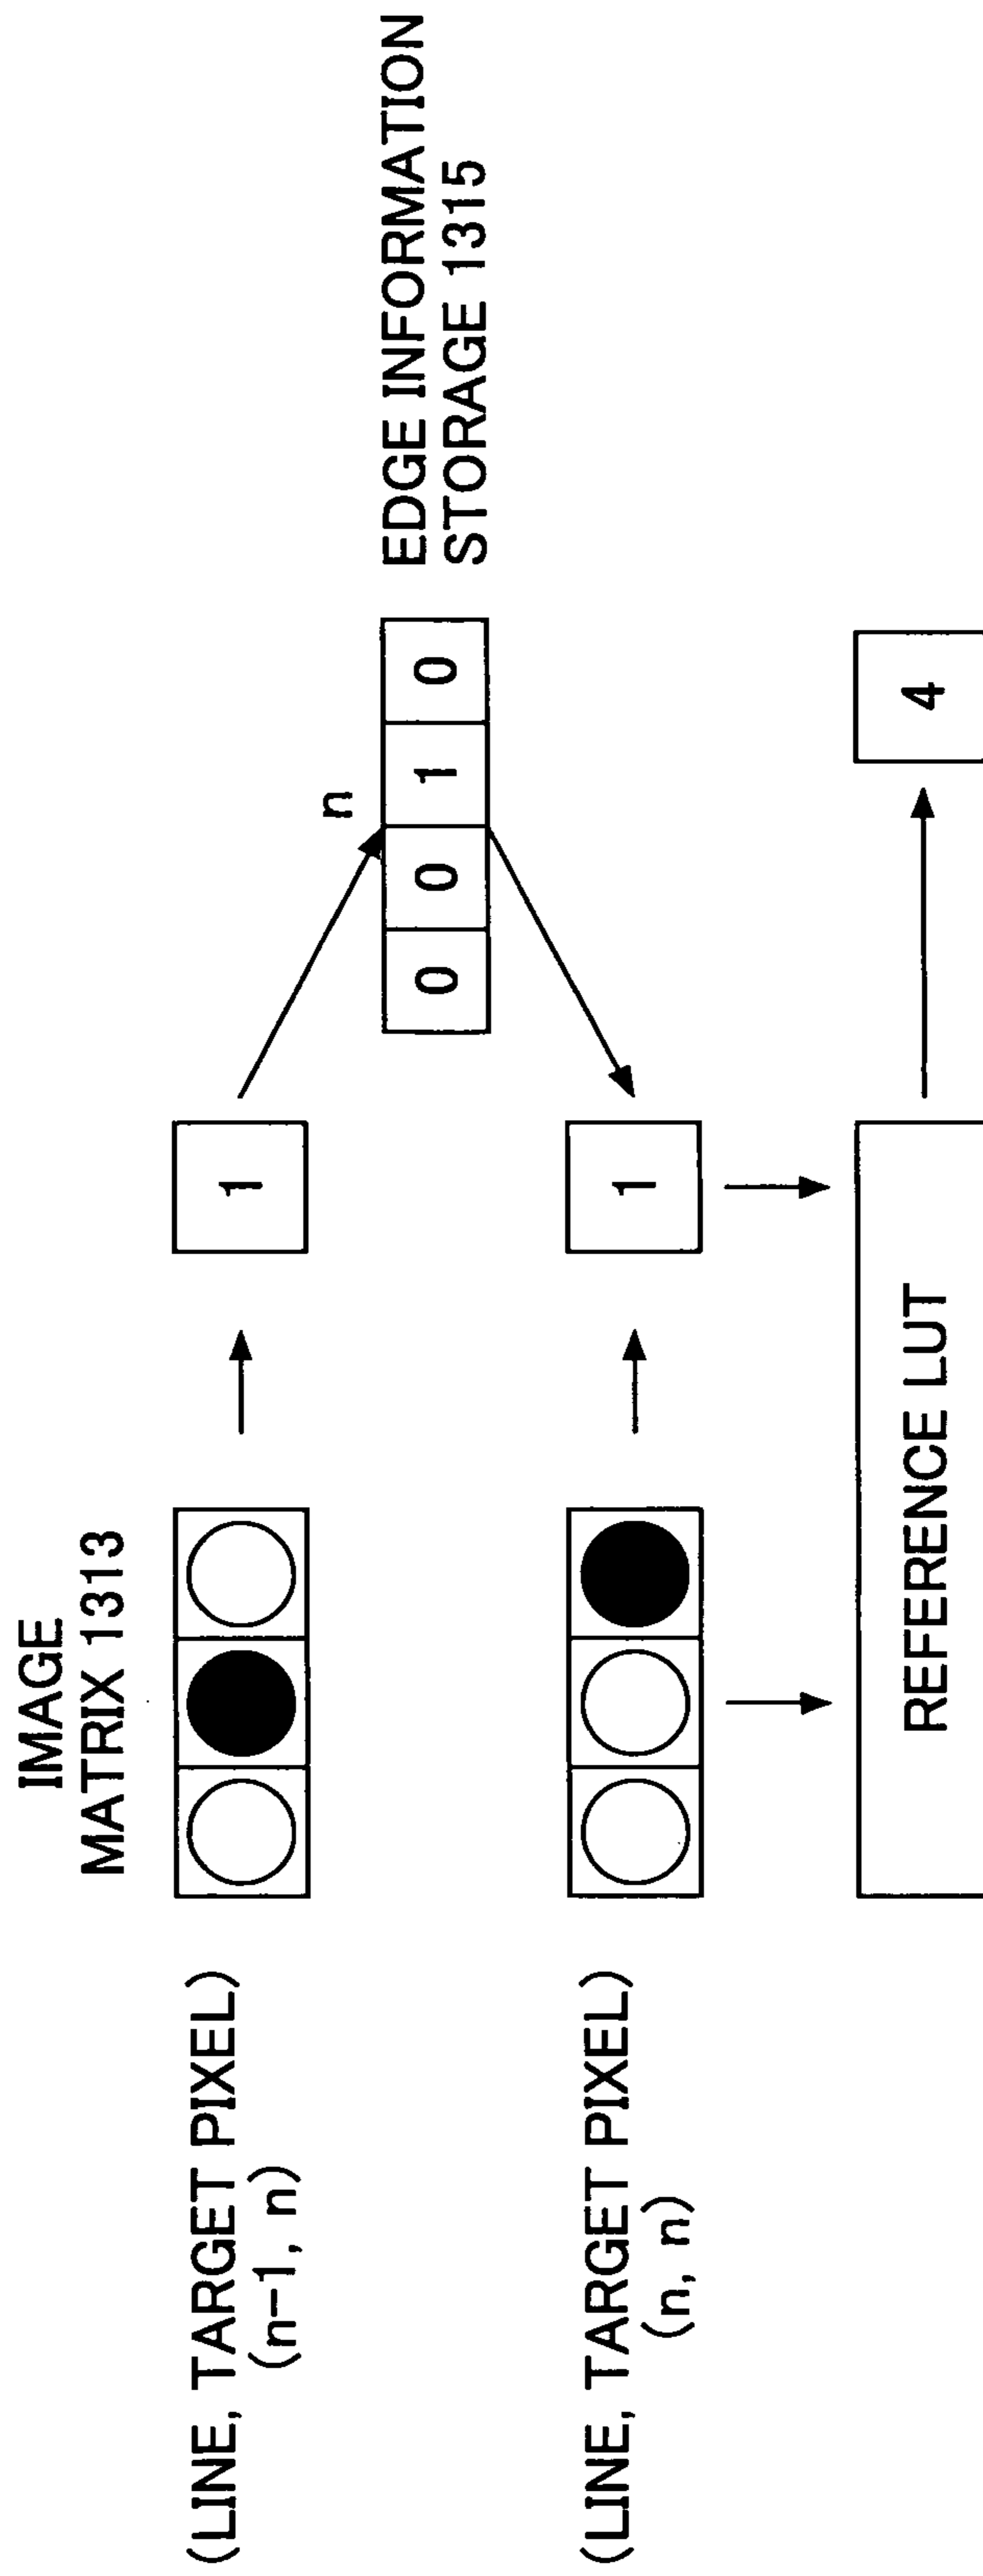 IMAGE
MATRIX 1313
(LINE, TARGET PIXEL)
(n-1, n)
1
n
0 0 1 0
EDGE INFORMATION
STORAGE 1315
(LINE, TARGET PIXEL)
(n, n)
1
REFERENCE LUT
4